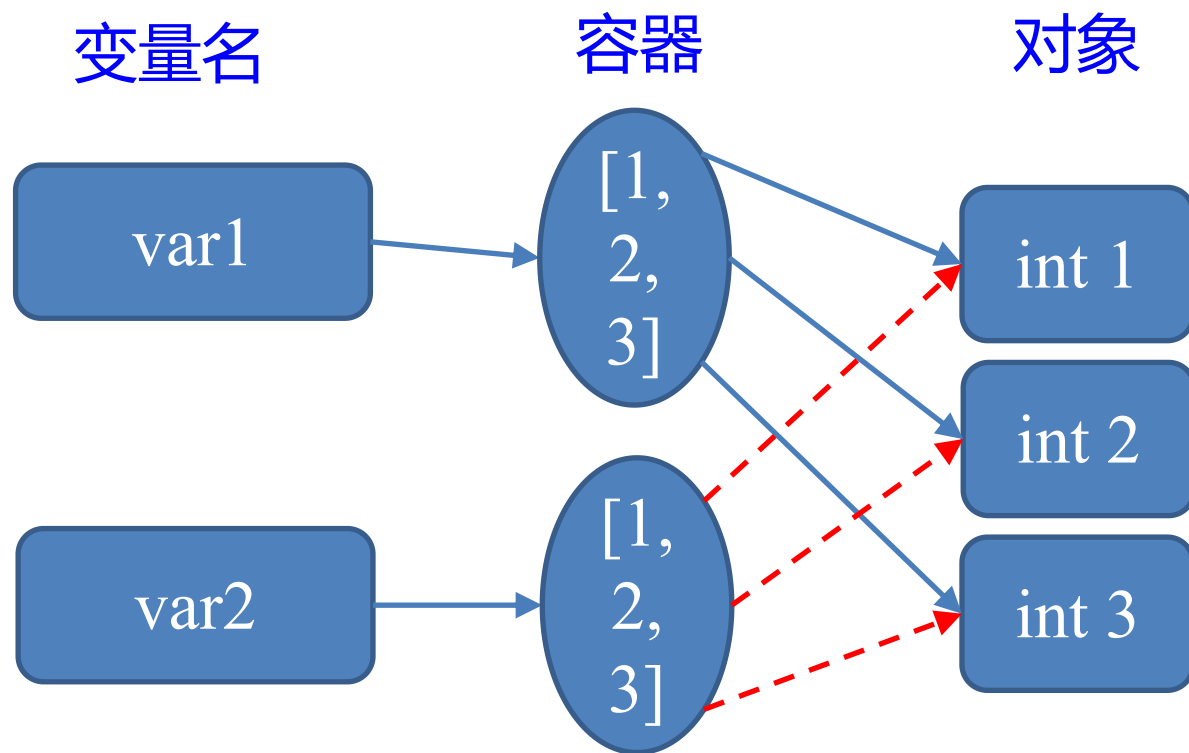 变量名
容器
对象
var1
[1,
2,
3]
int 1
int 2
var2
[1,
2,
3]
int 3